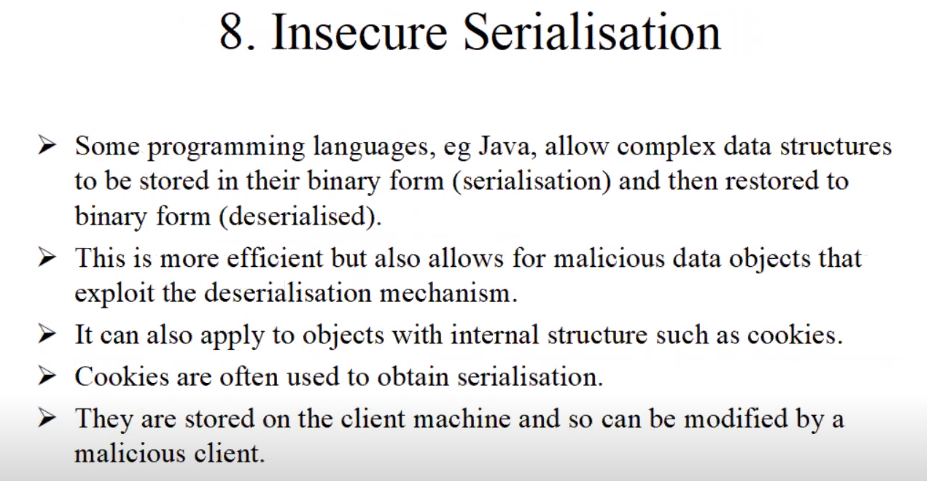 8. Insecure Serialisation
➢ Some programming languages, eg Java, allow complex data structures
to be stored in their binary form (serialisation) and then restored to
binary form (deserialised).
➢ This is more efficient but also allows for malicious data objects that
exploit the deserialisation mechanism.
➢ It can also apply to objects with internal structure such as cookies.
➢ Cookies are often used to obtain serialisation.
➢ They are stored on the client machine and so can be modified by a
malicious client.